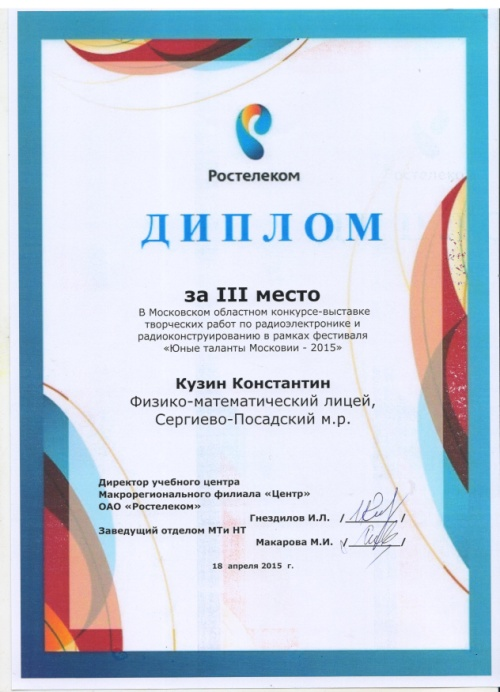 Ростелеком
ДИПЛОМ
за III место
В Московском областном конкурсе-выставке
творческих работ по радиоэлектронике и
радиоконструированию в рамках фестиваля
«Юные таланты Московии - 2015»
Кузин Константин
Физико-математический лицей,
Сергиево-Посадский м.р.
Директор учебного центра
Макрорегионального филиала «Центр»
ОАО «Ростелеком»
Гнездилов И.Л. / /
Заведущий отделом МТи НТ
Макарова М.И. / /
18 апреля 2015 г.